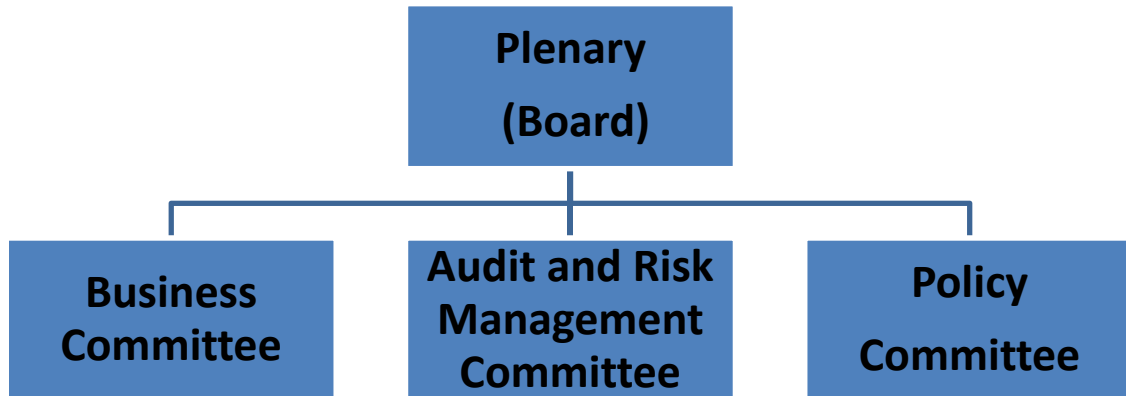 Plenary
(Board)
Business
Committee
Audit and Risk
Management
Committee
Policy
Committee